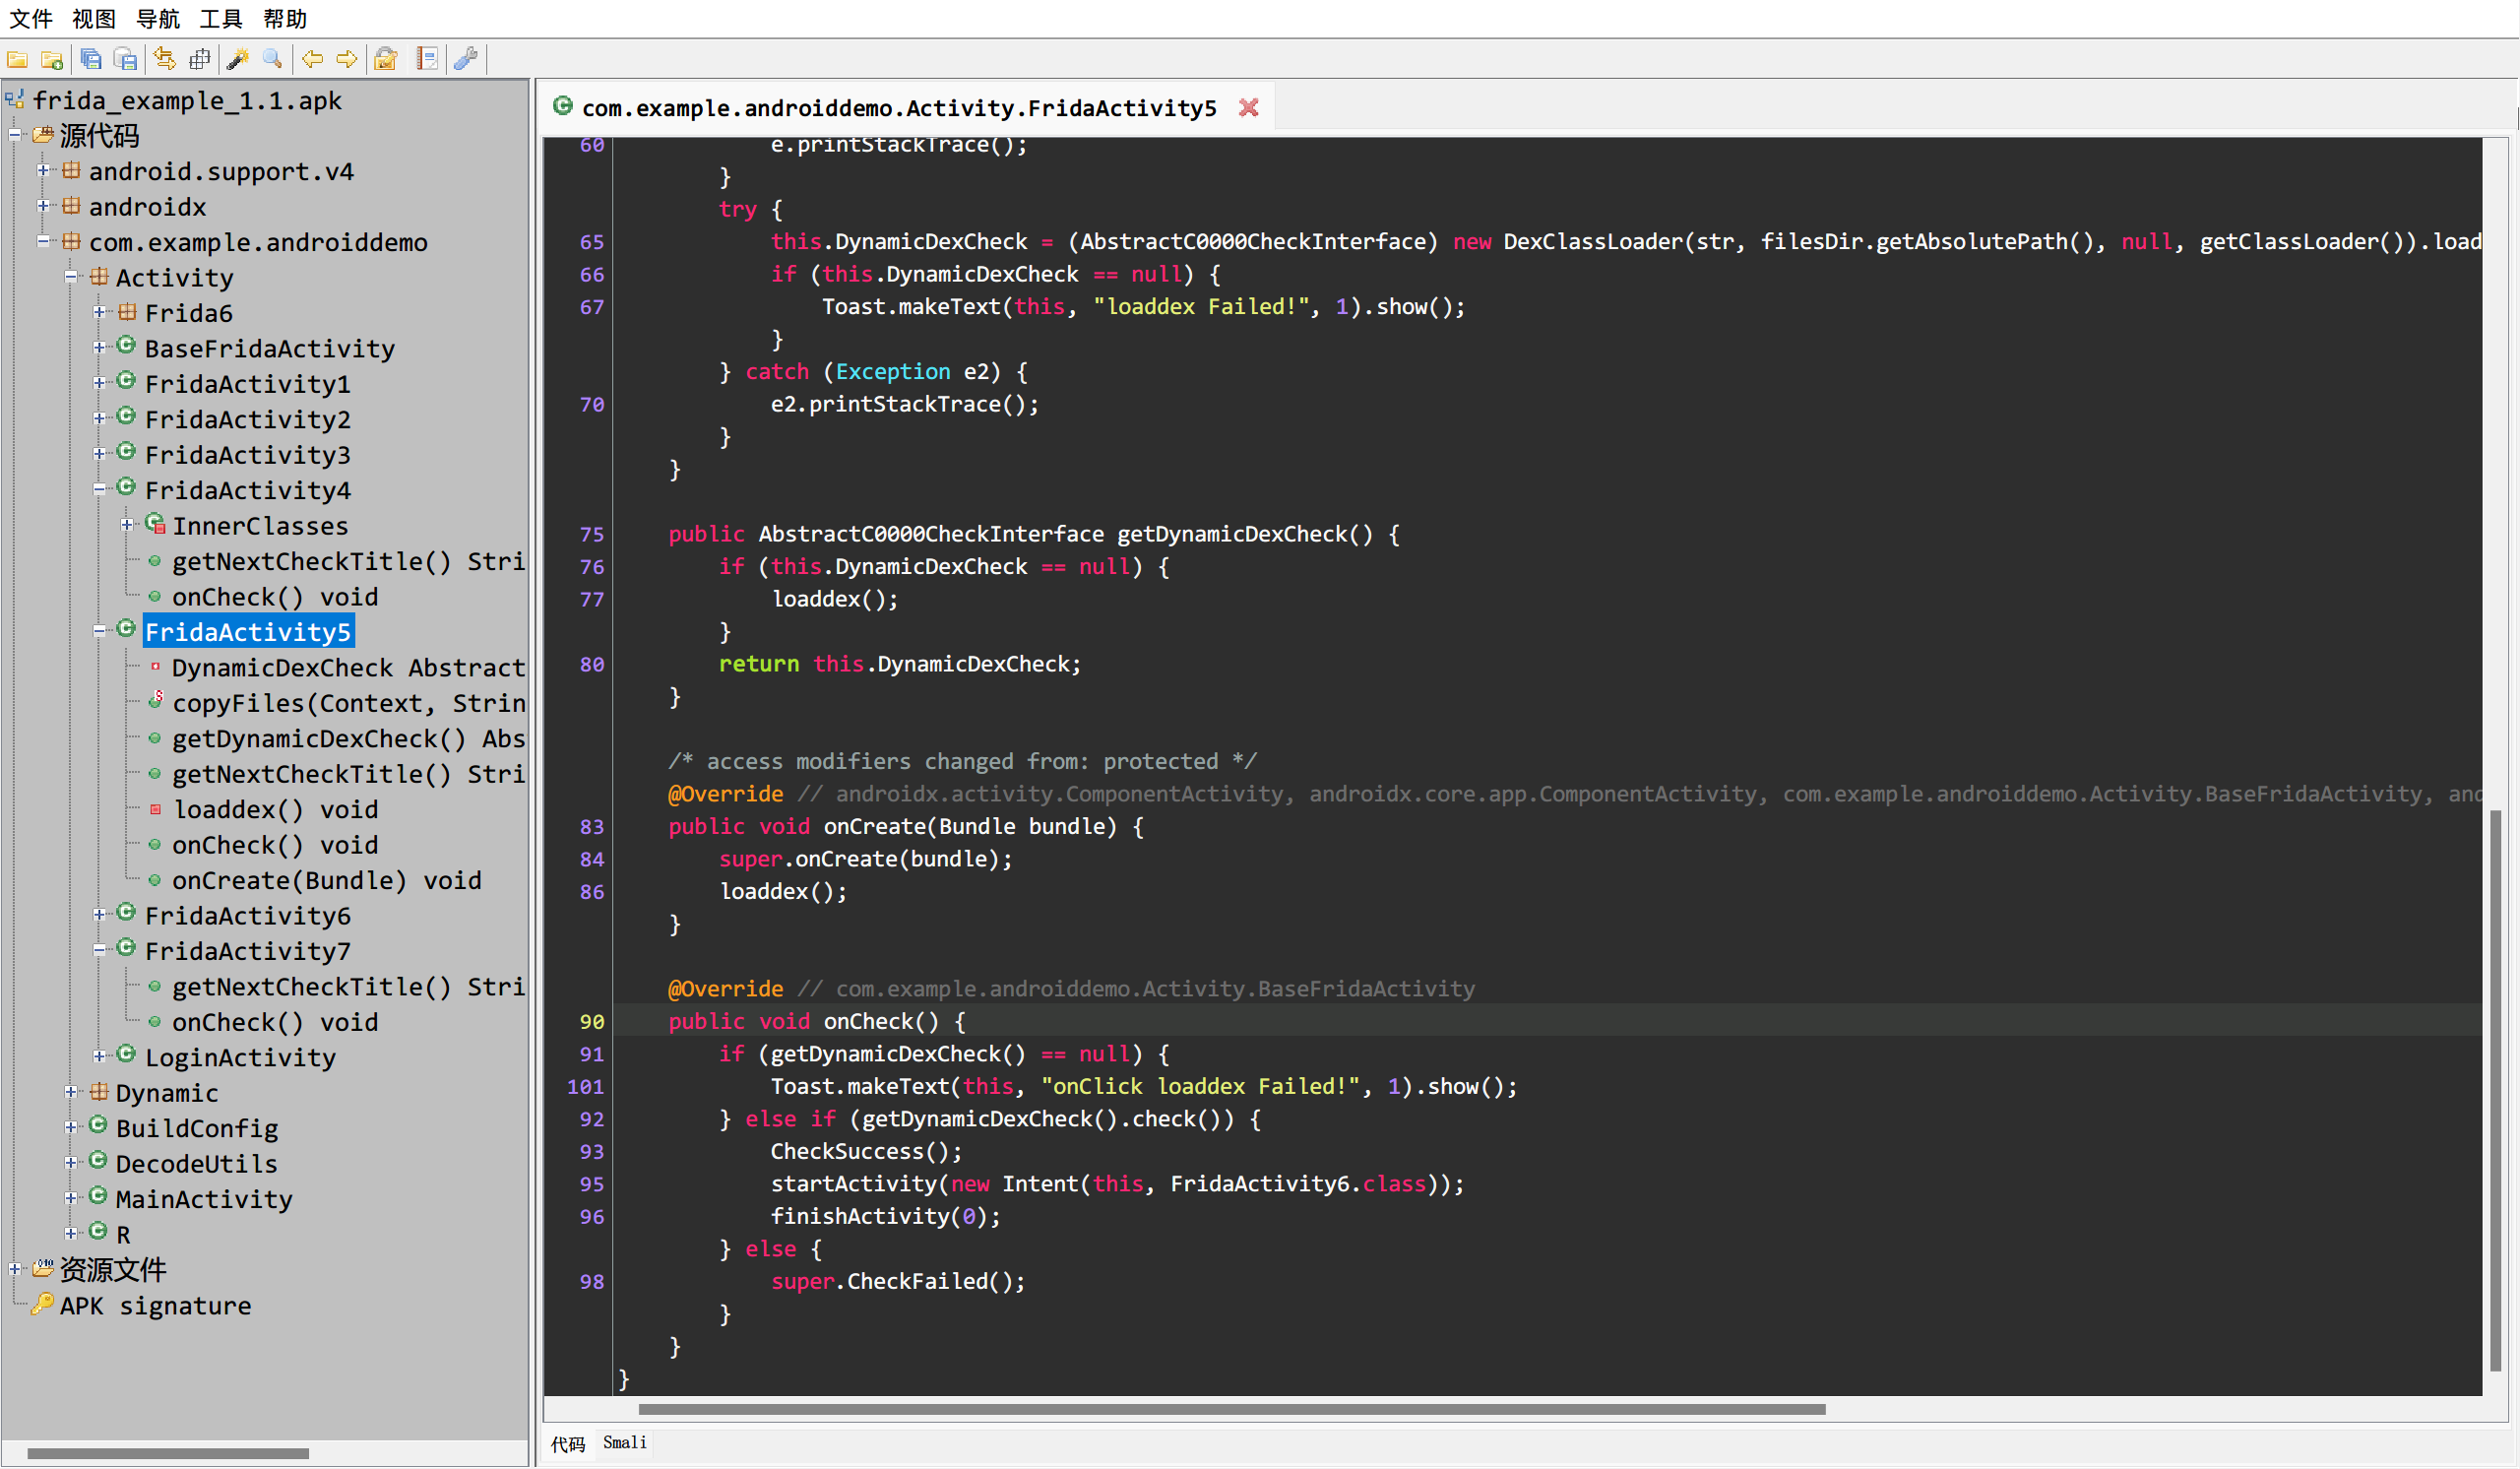 文件 视图 导航 工具 帮助
frida_example_1.1.apk
源代码
android.support.v4
androidx
com.example.androiddemo
Activity
Frida6
BaseFridaActivity
FridaActivity1
FridaActivity2
FridaActivity3
FridaActivity4
InnerClasses
getNextCheckTitle() Stri
onCheck() void
FridaActivity5
DynamicDexCheck Abstract
copyFiles(Context, Strin
getDynamicDexCheck() Abs
getNextCheckTitle() Stri
loaddex() void
onCheck() void
onCreate(Bundle) void
FridaActivity6
FridaActivity7
getNextCheckTitle() Stri
onCheck() void
LoginActivity
Dynamic
BuildConfig
DecodeUtils
MainActivity
R
资源文件
APK signature
com.example.androiddemo.Activity.FridaActivity5
60 e.printStackTrace();
}
try {
65 this.DynamicDexCheck = (AbstractC0000CheckInterface) new DexClassLoader(str, filesDir.getAbsolutePath(), null, getClassLoader()).load
66 if (this.DynamicDexCheck == null) {
67 Toast.makeText(this, "loaddex Failed!", 1).show();
}
} catch (Exception e2) {
70 e2.printStackTrace();
}
}
75 public AbstractC0000CheckInterface getDynamicDexCheck() {
76 if (this.DynamicDexCheck == null) {
77 loaddex();
}
80 return this.DynamicDexCheck;
}
/* access modifiers changed from: protected */
@Override // androidx.activity.ComponentActivity, androidx.core.app.ComponentActivity, com.example.androiddemo.Activity.BaseFridaActivity, and
83 public void onCreate(Bundle bundle) {
84 super.onCreate(bundle);
86 loaddex();
}
@Override // com.example.androiddemo.Activity.BaseFridaActivity
90 public void onCheck() {
91 if (getDynamicDexCheck() == null) {
101 Toast.makeText(this, "onClick loaddex Failed!", 1).show();
92 } else if (getDynamicDexCheck().check()) {
93 CheckSuccess();
95 startActivity(new Intent(this, FridaActivity6.class));
96 finishActivity(0);
} else {
98 super.CheckFailed();
}
}
}
代码 Smali